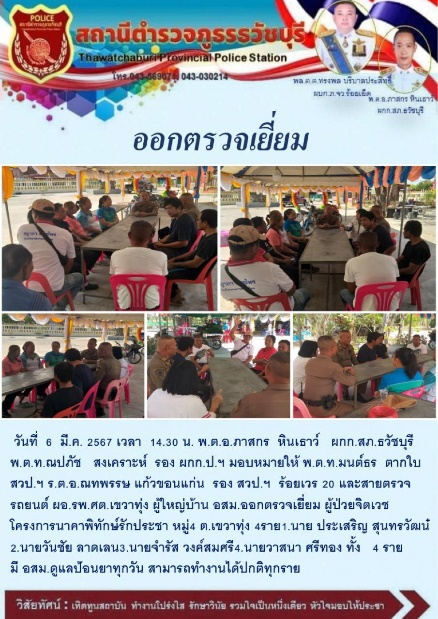 POLICE
สถานีตำรวจภูธรธวัชบุรี
Thawatchaburi Provincial Police Station
โทร.043-569074, 043-030214
พล.ต.ต.ทรงพล บริบาลประสิทธิ์
ผบก.ภ.จว.ร้อยเอ็ด
พ.ต.อ.ภาสกร หินเธาว์
ผกก.สภ.ธวัชบุรี
ออกตรวจเยี่ยม
วันที่ 6 มี.ค. 2567 เวลา 14.30 น. พ.ต.อ.ภาสกร หินเธาว์ ผกก.สภ.ธวัชบุรี
พ.ต.ท.ณปภัช สงเคราะห์ รอง ผกก.ป.ฯ มอบหมายให้ พ.ต.ท.มนต์ธร ตากใบ
สวป.ฯ ร.ต.อ.ณทพรรษ แก้วขอนแก่น รอง สวป.ฯ ร้อยเวร 20 และสายตรวจ
รถยนต์ ผอ.รพ.ศต.เขวาทุ่ง ผู้ใหญ่บ้าน อสม.ออกตรวจเยี่ยม ผู้ป่วยจิตเวช
โครงการนาคาพิทักษ์รักประชา หมู่4 ต.เขวาทุ่ง 4ราย1.นาย ประเสริฐ สุนทรวัฒน์
2.นายวันชัย ลาดเลน3.นายจำรัส วงค์สมศรี4.นายวาสนา ศรีทอง ทั้ง 4 ราย
มี อสม.ดูแลป้อนยาทุกวัน สามารถทำงานได้ปกติทุกราย
วิสัยทัศน์ : เทิดทูนสถาบัน ทำงานโปร่งใส รักษาวินัย รวมใจเป็นหนึ่งเดียว หัวใจมอบให้ประชา